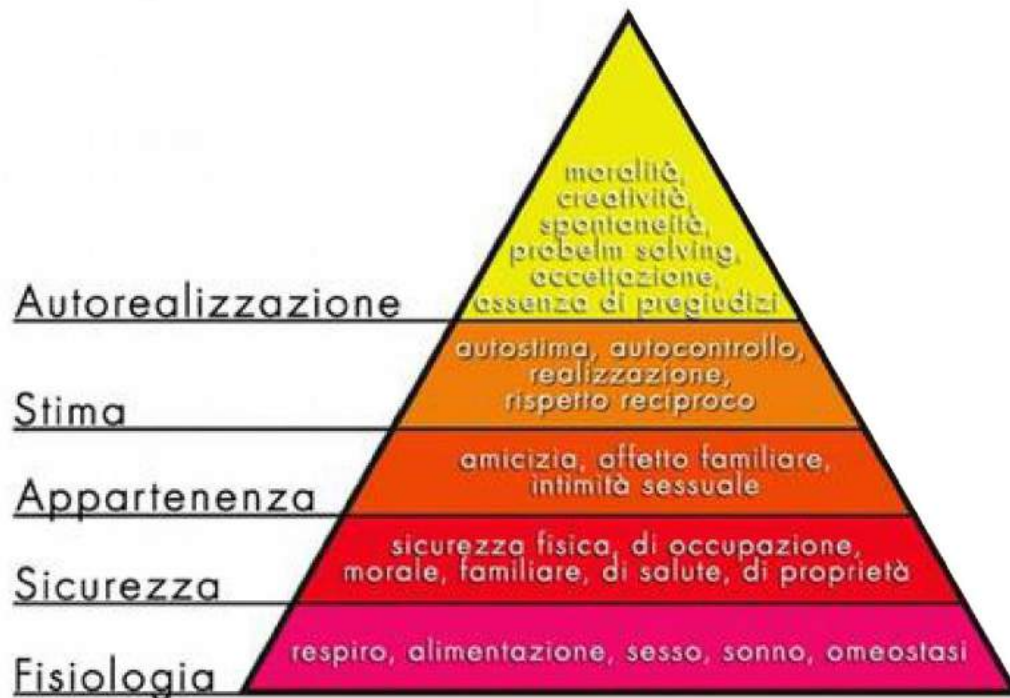 moralità,
creatività,
spontaneità,
probelm solving,
accettazione,
assenza di pregiudizi
Autorealizzazione
autostima, autocontrollo,
realizzazione,
rispetto reciproco
Stima
amicizia, affetto familiare,
intimità sessuale
Appartenenza
sicurezza fisica, di occupazione,
morale, familiare, di salute, di proprietà
Sicurezza
respiro, alimentazione, sesso, sonno, omeostasi
Fisiologia